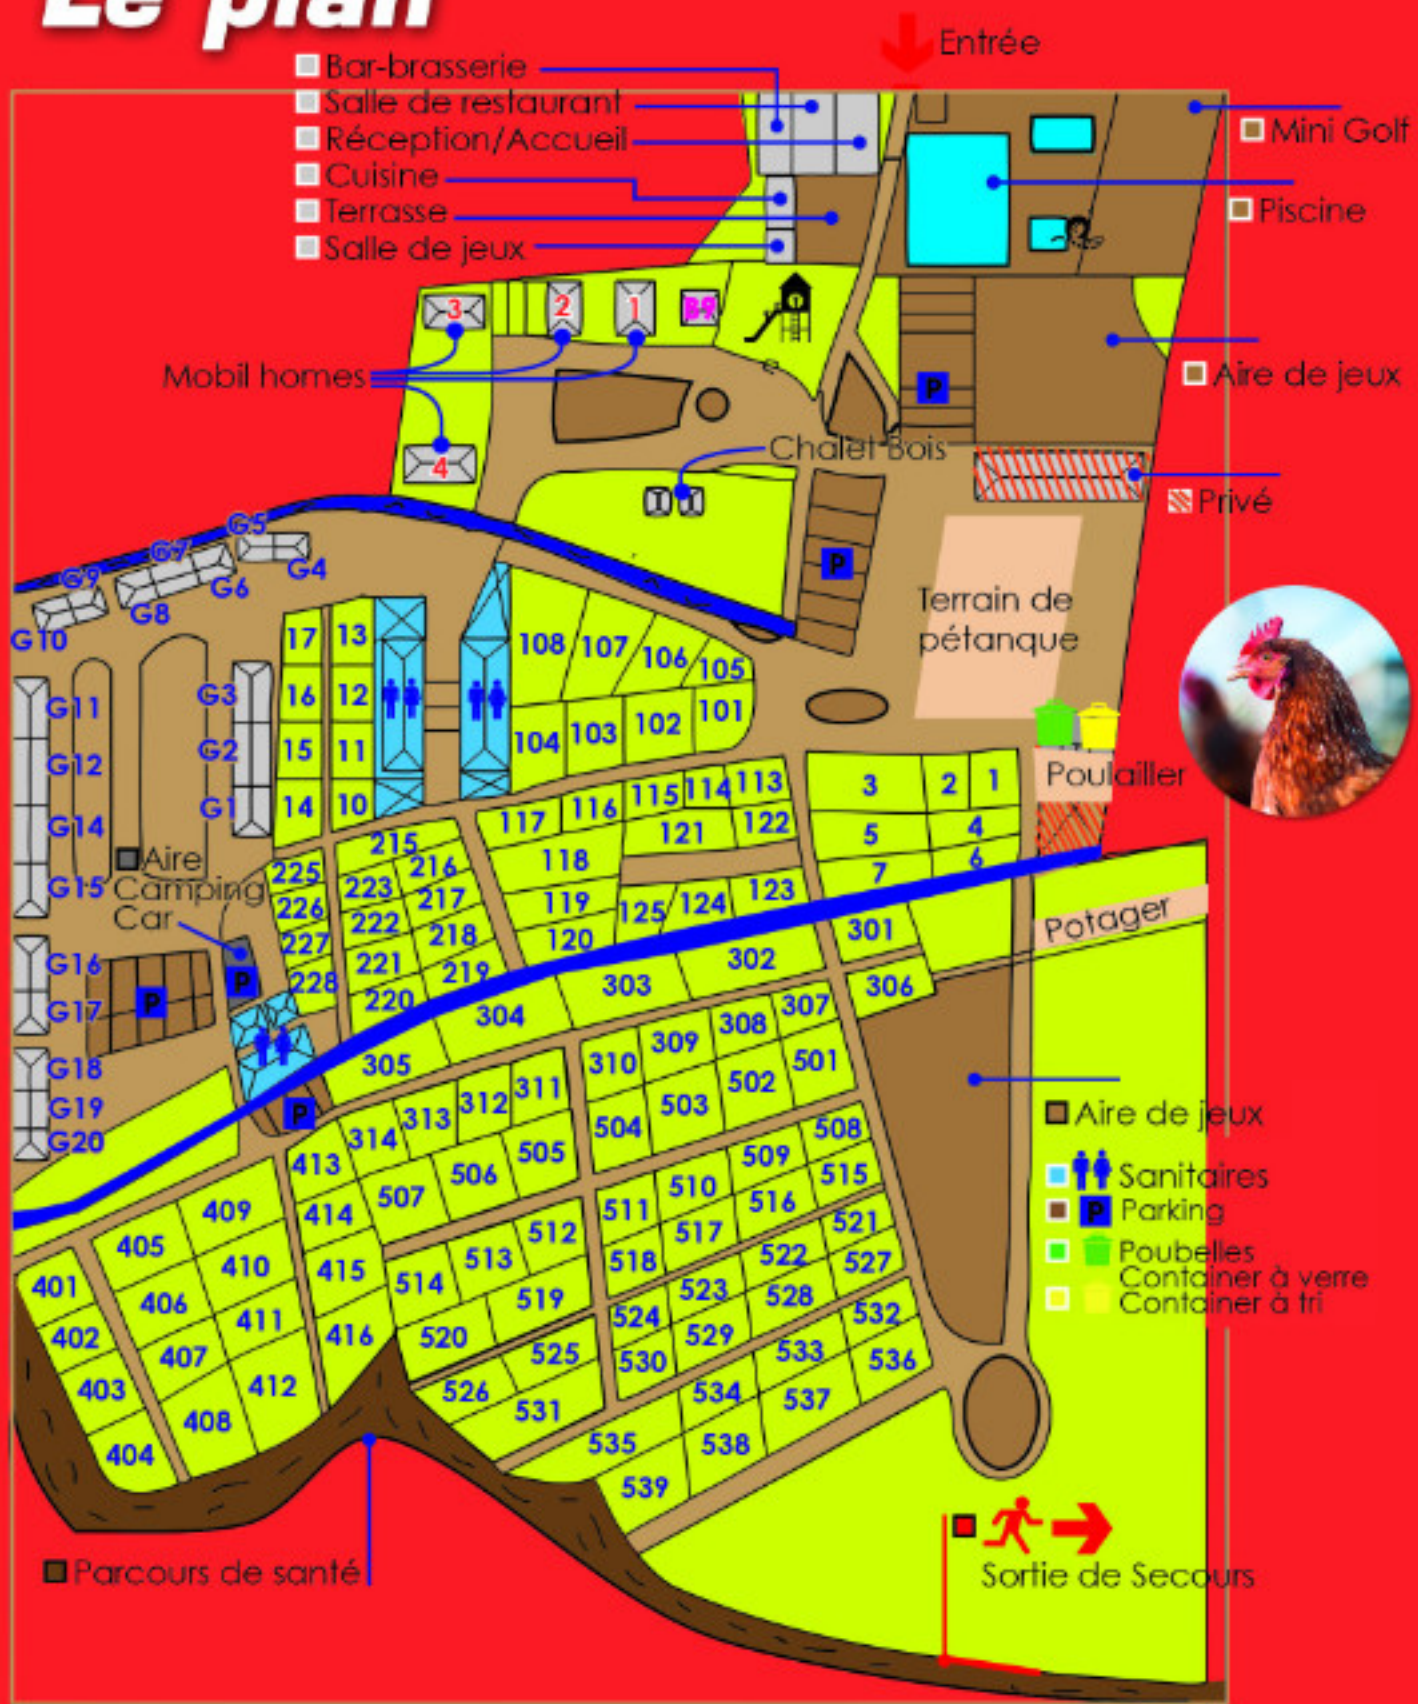 Le plan
Entrée
Bar-brasserie
Salle de restaurant
Réception/Accueil
Cuisine
Terrasse
Salle de jeux
Mini Golf
Piscine
3
2
1
B9
Mobil homes
P
Aire de jeux
4
Chalet Bois
Privé
P
Terrain de
pétanque
G5
G4
G7
G6
G9
G8
G10
17
13
108
107
106
105
16
12
G3
G11
104
103
102
101
15
11
G2
G12
14
10
G1
G14
Poulailler
3
2
1
117
116
115
114
113
5
4
121
122
7
6
118
215
216
Aire
Camping
Car
G15
225
223
217
119
125
124
123
226
222
218
120
301
Potager
227
221
219
302
G16
P
P
228
220
303
306
G17
304
307
308
309
310
305
501
502
G18
311
312
503
P
313
504
Aire de jeux
G19
314
508
G20
413
505
509
506
515
Sanitaires
507
510
516
P
Parking
409
414
511
517
521
405
512
518
522
527
Poubelles
Container à verre
Container à tri
410
415
513
523
528
401
514
519
524
532
406
411
529
533
402
416
520
525
530
536
407
403
412
526
534
537
408
531
404
535
538
539
Parcours de santé
Sortie de Secours